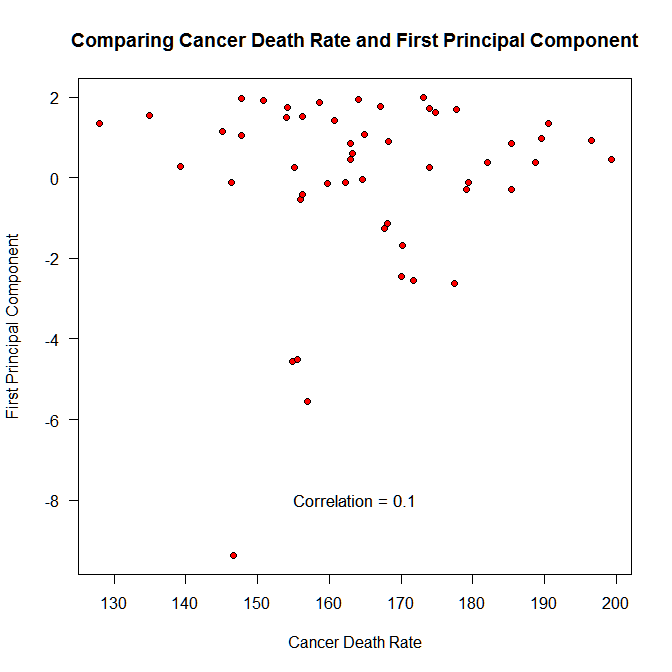 Comparing Cancer Death Rate and First Principal Component
2
0
-2
-4
-6
-8
First Principal Component
Correlation = 0.1
130 140 150 160 170 180 190 200
Cancer Death Rate